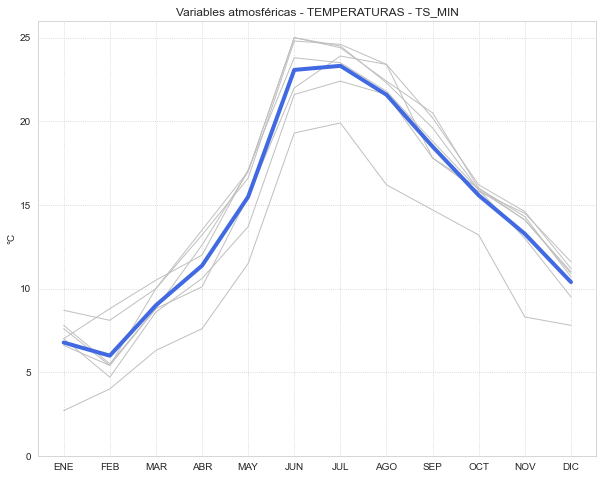 Variables atmosféricas - TEMPERATURAS - TS_MIN
25
20
15
10
5
0
°C
ENE FEB MAR ABR MAY JUN JUL AGO SEP OCT NOV DIC